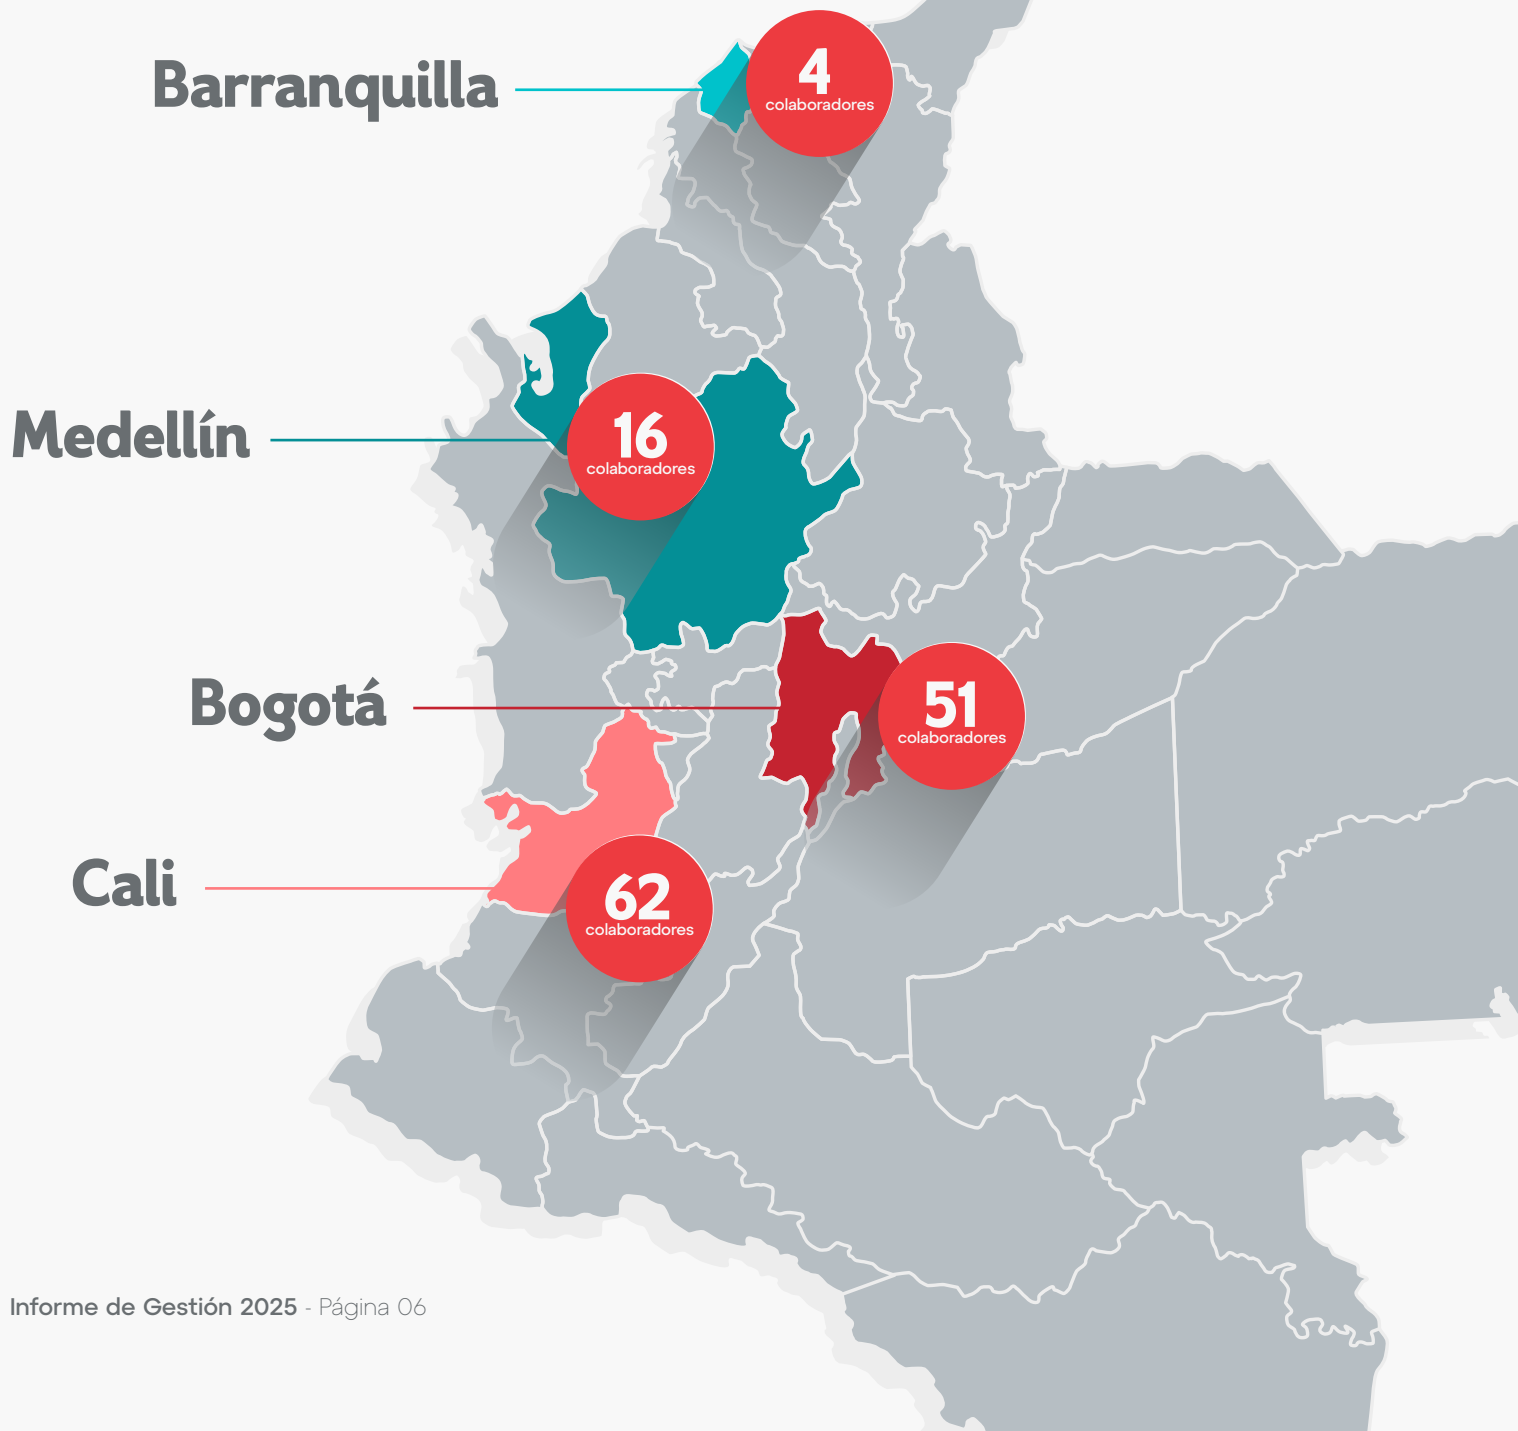 Barranquilla
4
colaboradores
Medellín
16
colaboradores
Bogotá
51
colaboradores
Cali
62
colaboradores
Informe de Gestión 2025 - Página 06